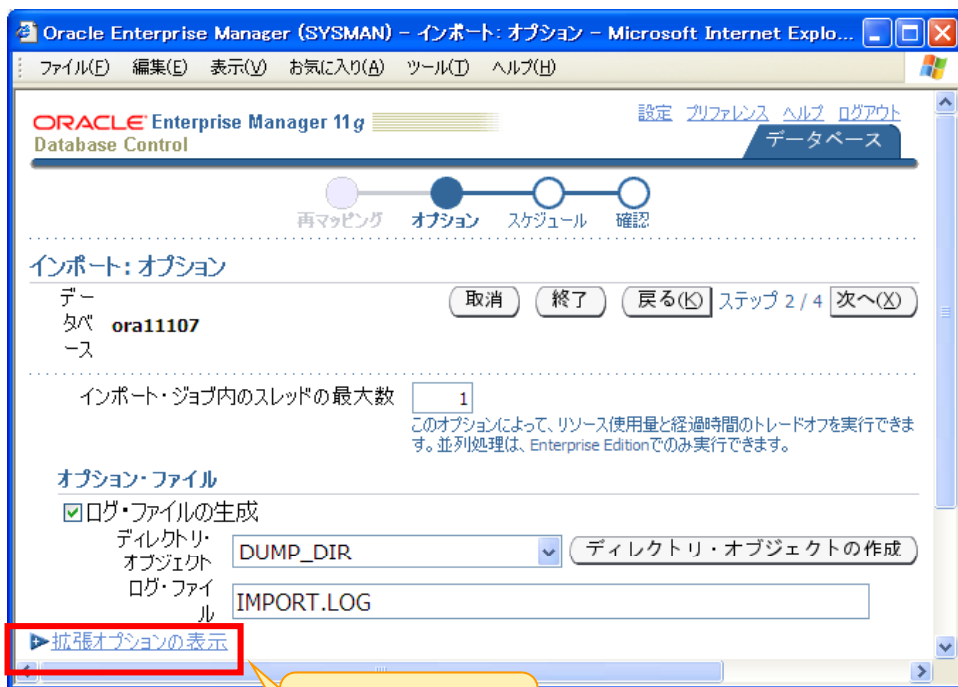 Oracle Enterprise Manager (SYSMAN) - インポート: オプション - Microsoft Internet Explo...
ファイル(F) 編集(E) 表示(V) お気に入り(A) ツール(T) ヘルプ(H)
設定 プリファレンス ヘルプ ログアウト
ORACLE Enterprise Manager 11g
Database Control
データベース
再マッピング オプション スケジュール 確認
インポート: オプション
デー
タベ
ース
ora11107
取消 終了 戻る(K) ステップ 2 / 4 次へ(X)
インポート・ジョブ内のスレッドの最大数 1
このオプションによって、リソース使用量と経過時間のトレードオフを実行できま
す。並列処理は、Enterprise Editionでのみ実行できます。
オプション・ファイル
ログ・ファイルの生成
ディレクトリ・
オブジェクト
DUMP_DIR ディレクトリ・オブジェクトの作成
ログ・ファイ
ル
IMPORT.LOG
拡張オプションの表示